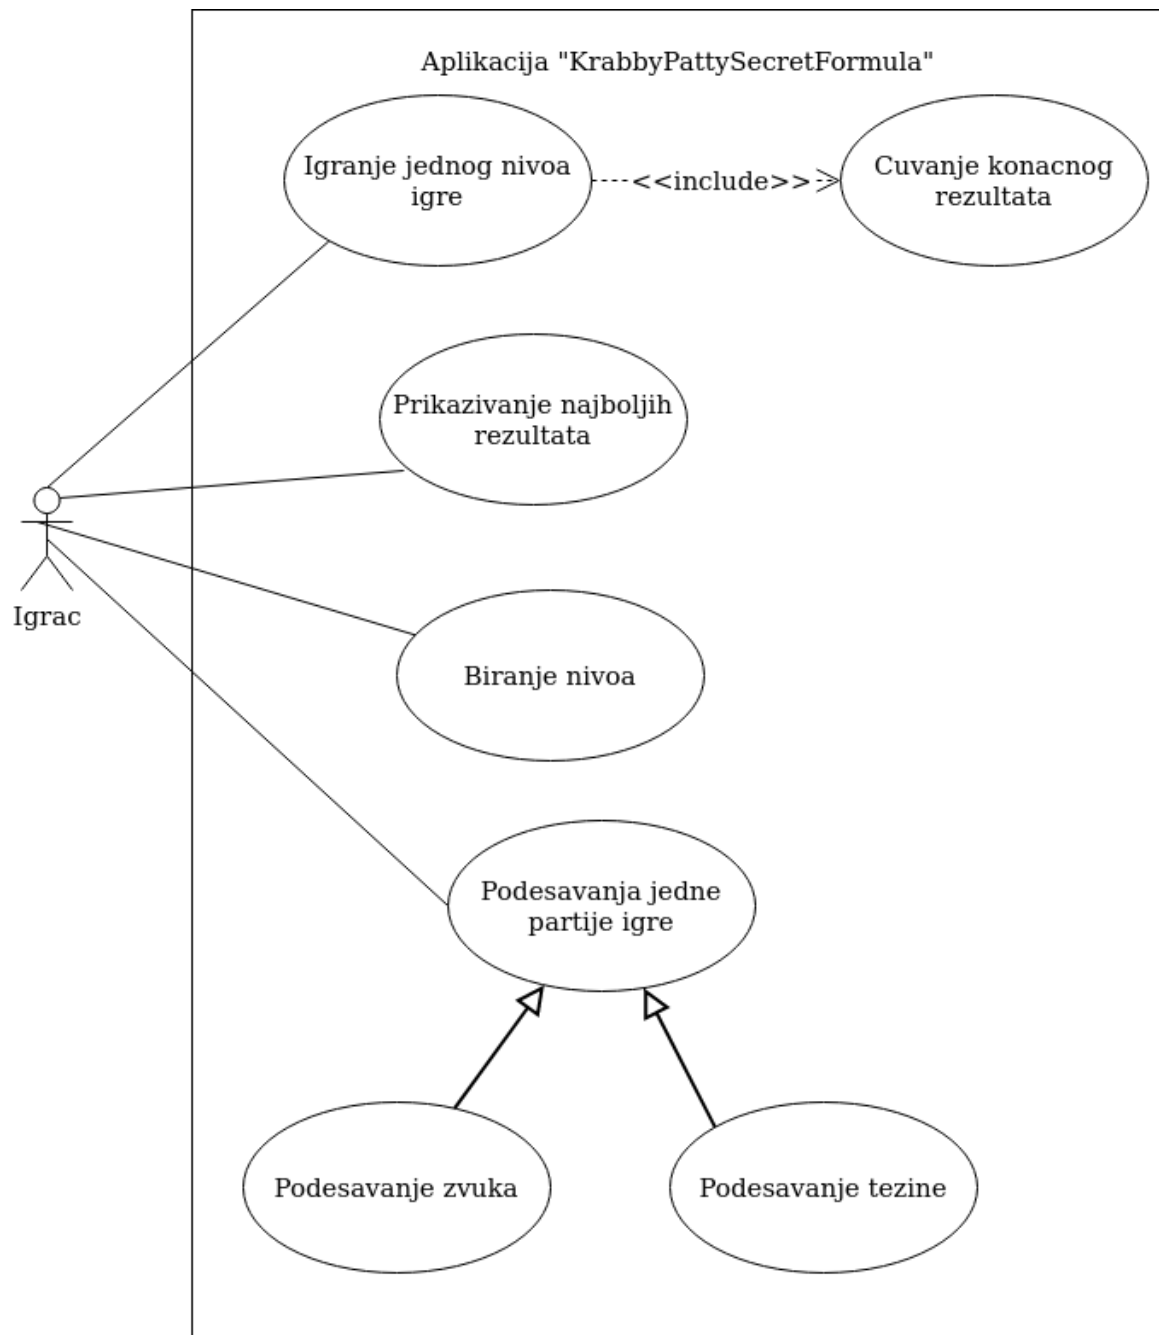 Aplikacija "KrabbyPattySecretFormula"
Igranje jednog nivoa
igre
<<include>>
Cuvanje konacnog
rezultata
Prikazivanje najboljih
rezultata
Igrac
Biranje nivoa
Podesavanja jedne
partije igre
Podesavanje zvuka
Podesavanje tezine